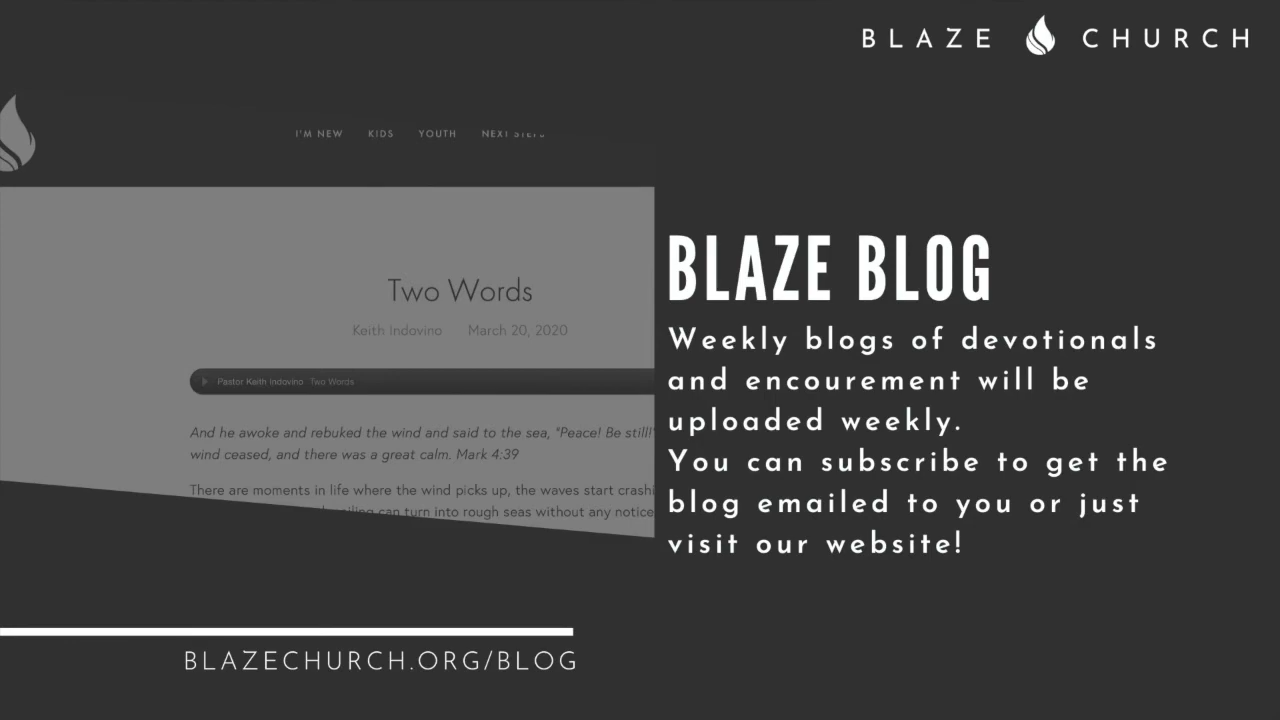 BLAZE CHURCH
I'M NEW KIDS YOUTH NEXT STEPS
Two Words
Keith Indovino March 20, 2020
Pastor Keith Indovino Two Words
And he awoke and rebuked the wind and said to the sea, "Peace! Be still!"
wind ceased, and there was a great calm. Mark 4:39
There are moments in life where the wind picks up, the waves start crashi
can turn into rough seas without any notice
BLAZE BLOG
Weekly blogs of devotionals
and encourement will be
uploaded weekly.
You can subscribe to get the
blog emailed to you or just
visit our website!
BLAZECHURCH.ORG/BLOG